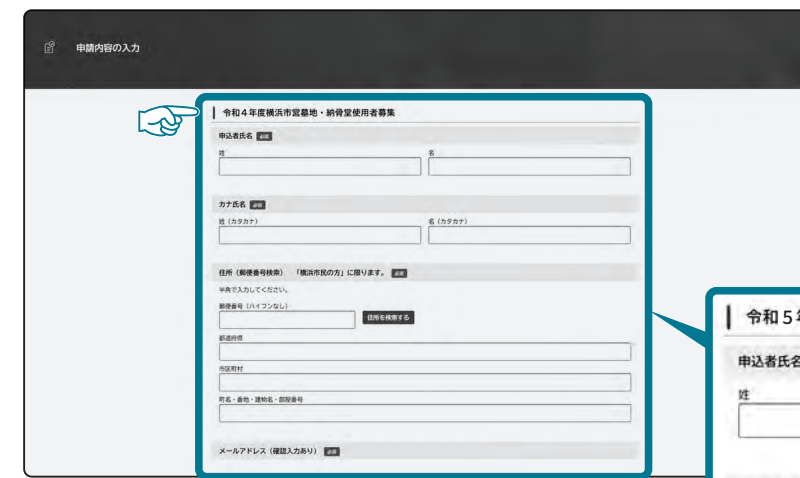 申請内容の入力
令和4年度横浜市営墓地・納骨堂使用者募集
申込者氏名 必須
姓 名
カナ氏名 必須
姓（カタカナ） 名（カタカナ）
住所（郵便番号検索） 「横浜市民の方」に限ります。 必須
半角で入力してください。
郵便番号（ハイフンなし）
住所を検索する
都道府県
市区町村
町名・番地・建物名・部屋番号
メールアドレス（確認入力あり） 必須
令和5年
申込者氏名
姓